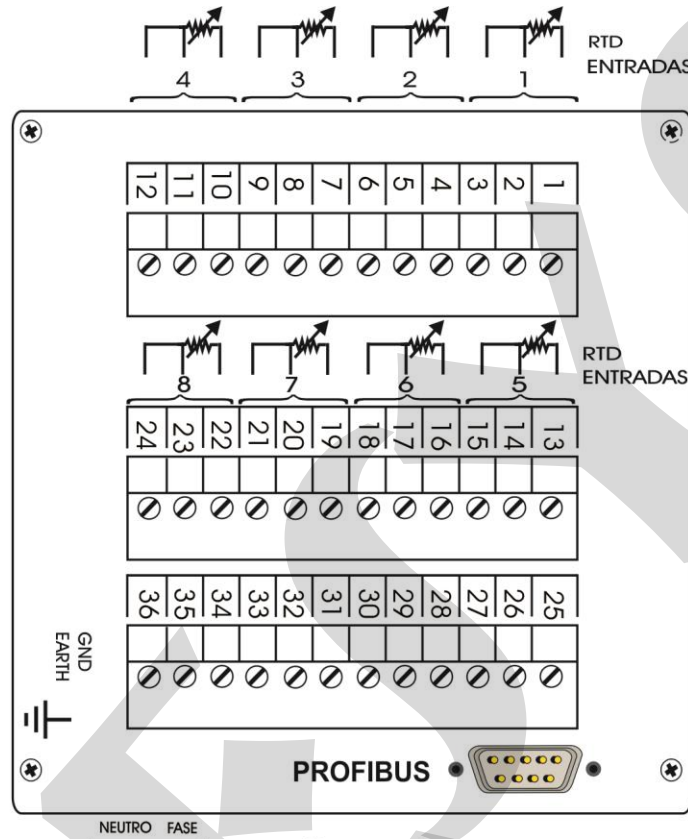 RTD
ENTRADAS
4 3 2 1
12 11 10 9 8 7 6 5 4 3 2 1
RTD
ENTRADAS
8 7 6 5
24 23 22 21 20 19 18 17 16 15 14 13
36 35 34 33 32 31 30 29 28 27 26 25
GND
EARTH
PROFIBUS
NEUTRO FASE